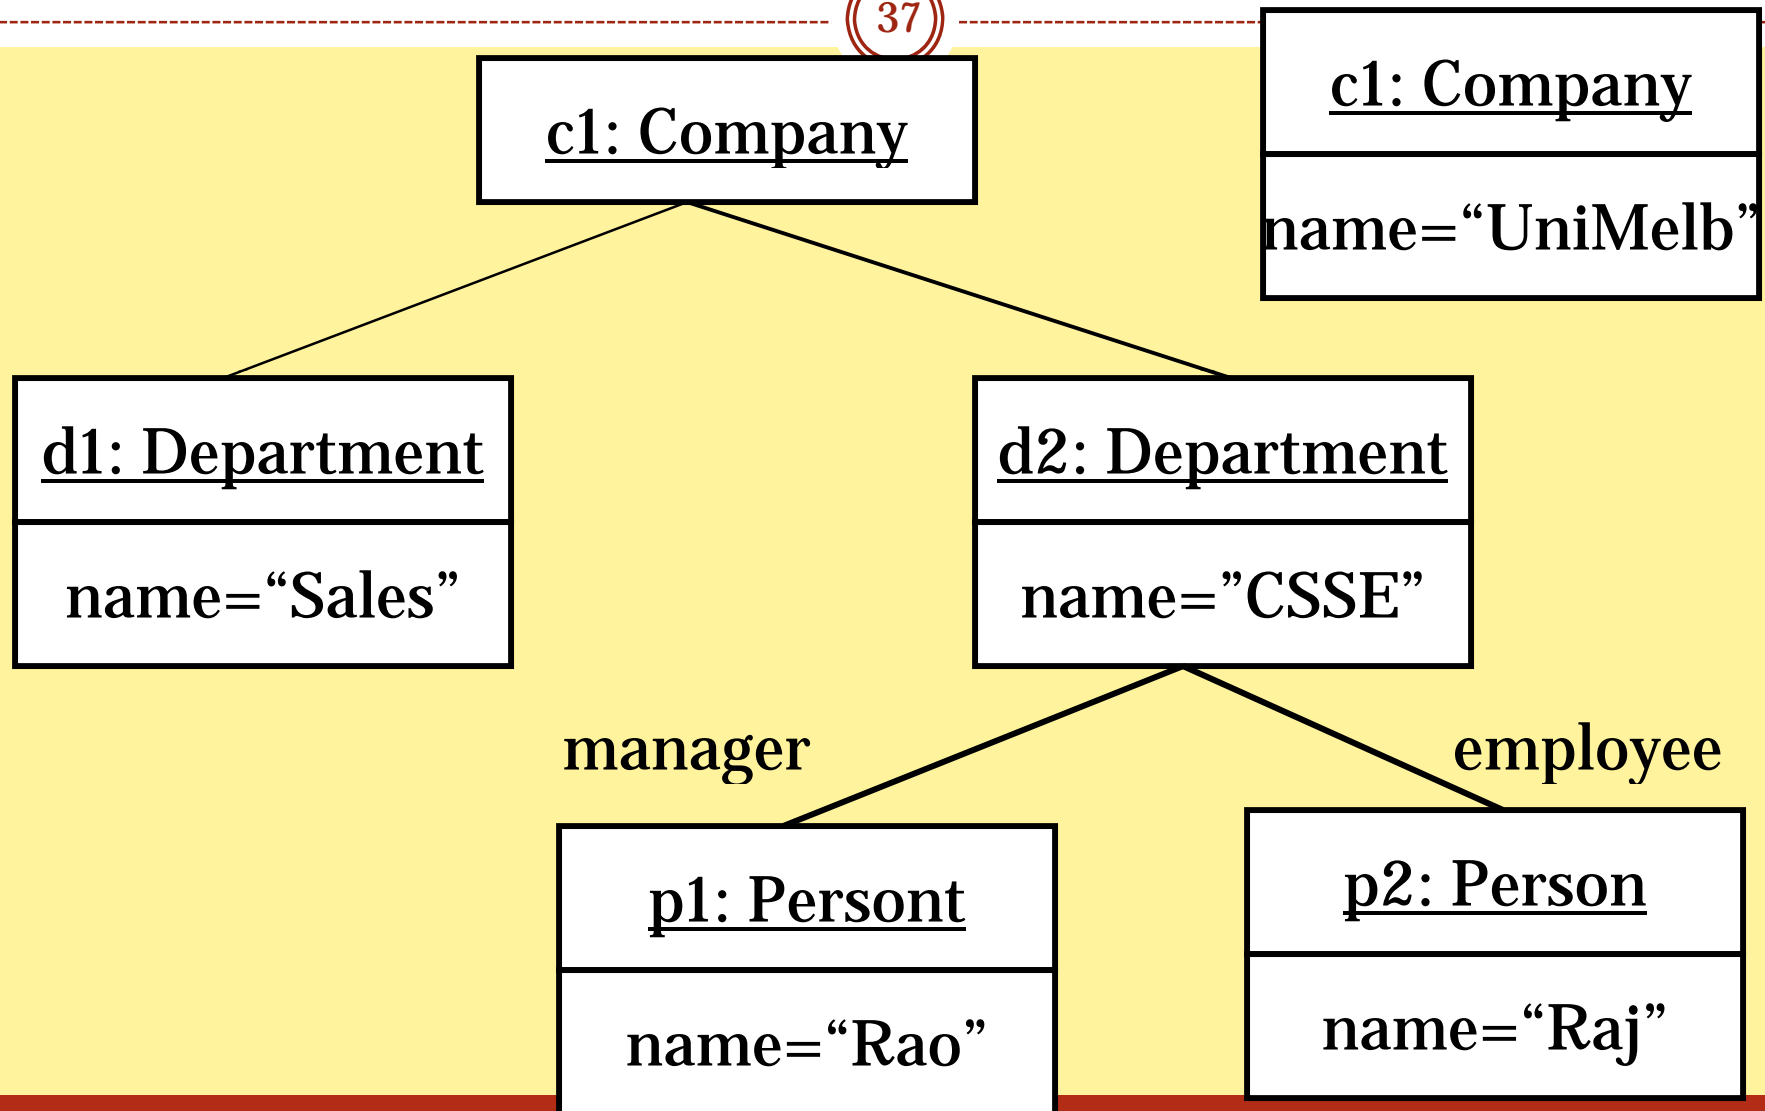 37
c1: Company
c1: Company
name=“UniMelb”
d1: Department
d2: Department
name=“Sales”
name=”CSSE”
manager
employee
p1: Persont
p2: Person
name=“Rao”
name=“Raj”